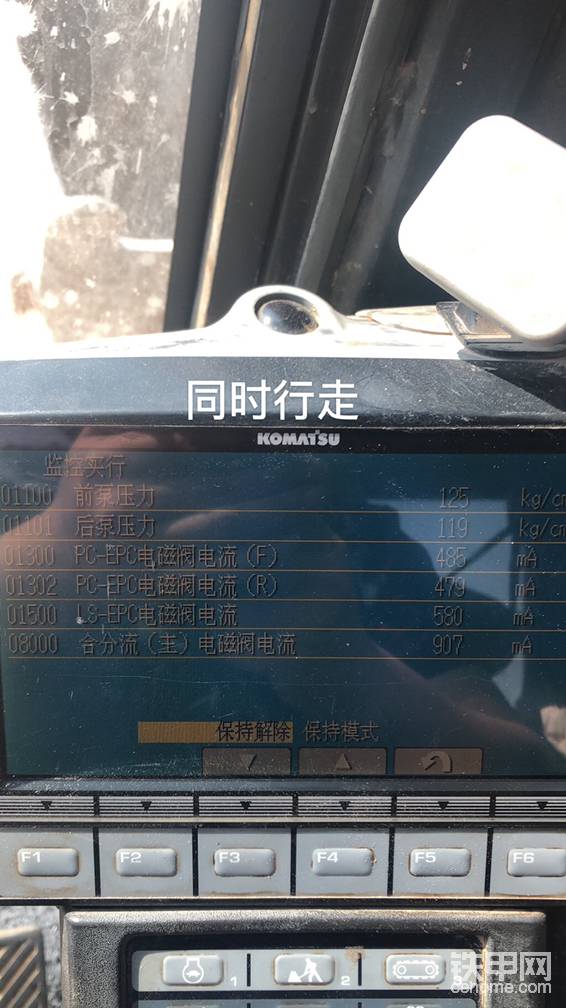 同时行走
KOMATSU
监控实行
01100 前泵压力 125 kg/cm
01101 后泵压力 119 kg/cm
01300 PC-EPC电磁阀电流(F) 485 mA
01302 PC-EPC电磁阀电流(R) 479 mA
01500 LS-EPC电磁阀电流 580 mA
08000 合分流(主)电磁阀电流 907 mA
保持解除 保持模式
F1 F2 F3 F4 F5 F6
1 2
铁甲网
cehome.com